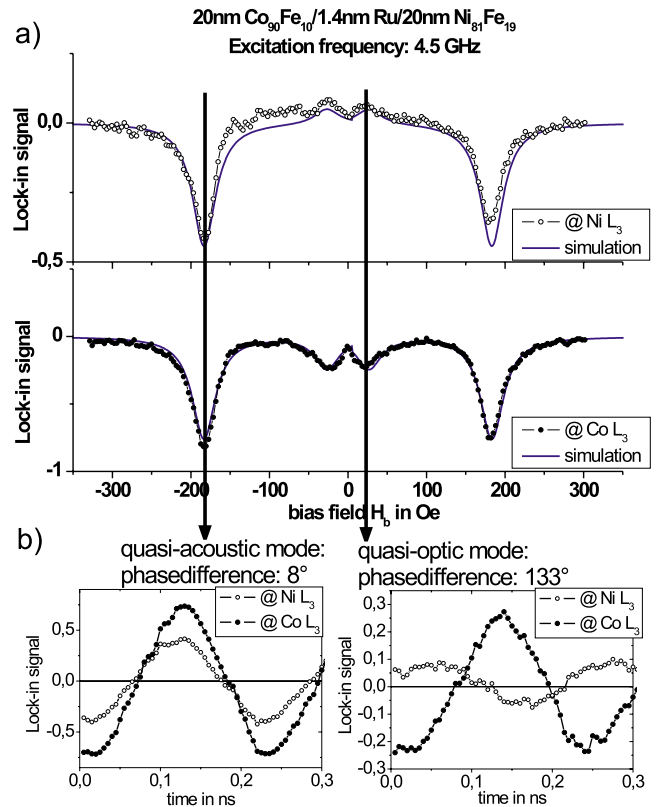 20nm Co90Fe10/1.4nm Ru/20nm Ni81Fe19
Excitation frequency: 4.5 GHz
a)
0,0
-0,5
Lock-in signal
@ Ni L3
simulation
0
-1
Lock-in signal
@ Co L3
simulation
-300 -200 -100 0 100 200 300
bias field Hb in Oe
b)
quasi-acoustic mode:
phasedifference: 8°
quasi-optic mode:
phasedifference: 133°
@ Ni L3
@ Co L3
0,5
0,0
-0,5
Lock-in signal
0,0 0,1 0,2 0,3
time in ns
@ Ni L3
@ Co L3
0,3
0,2
0,1
0,0
-0,1
-0,2
-0,3
Lock-in signal
0,0 0,1 0,2 0,3
time in ns